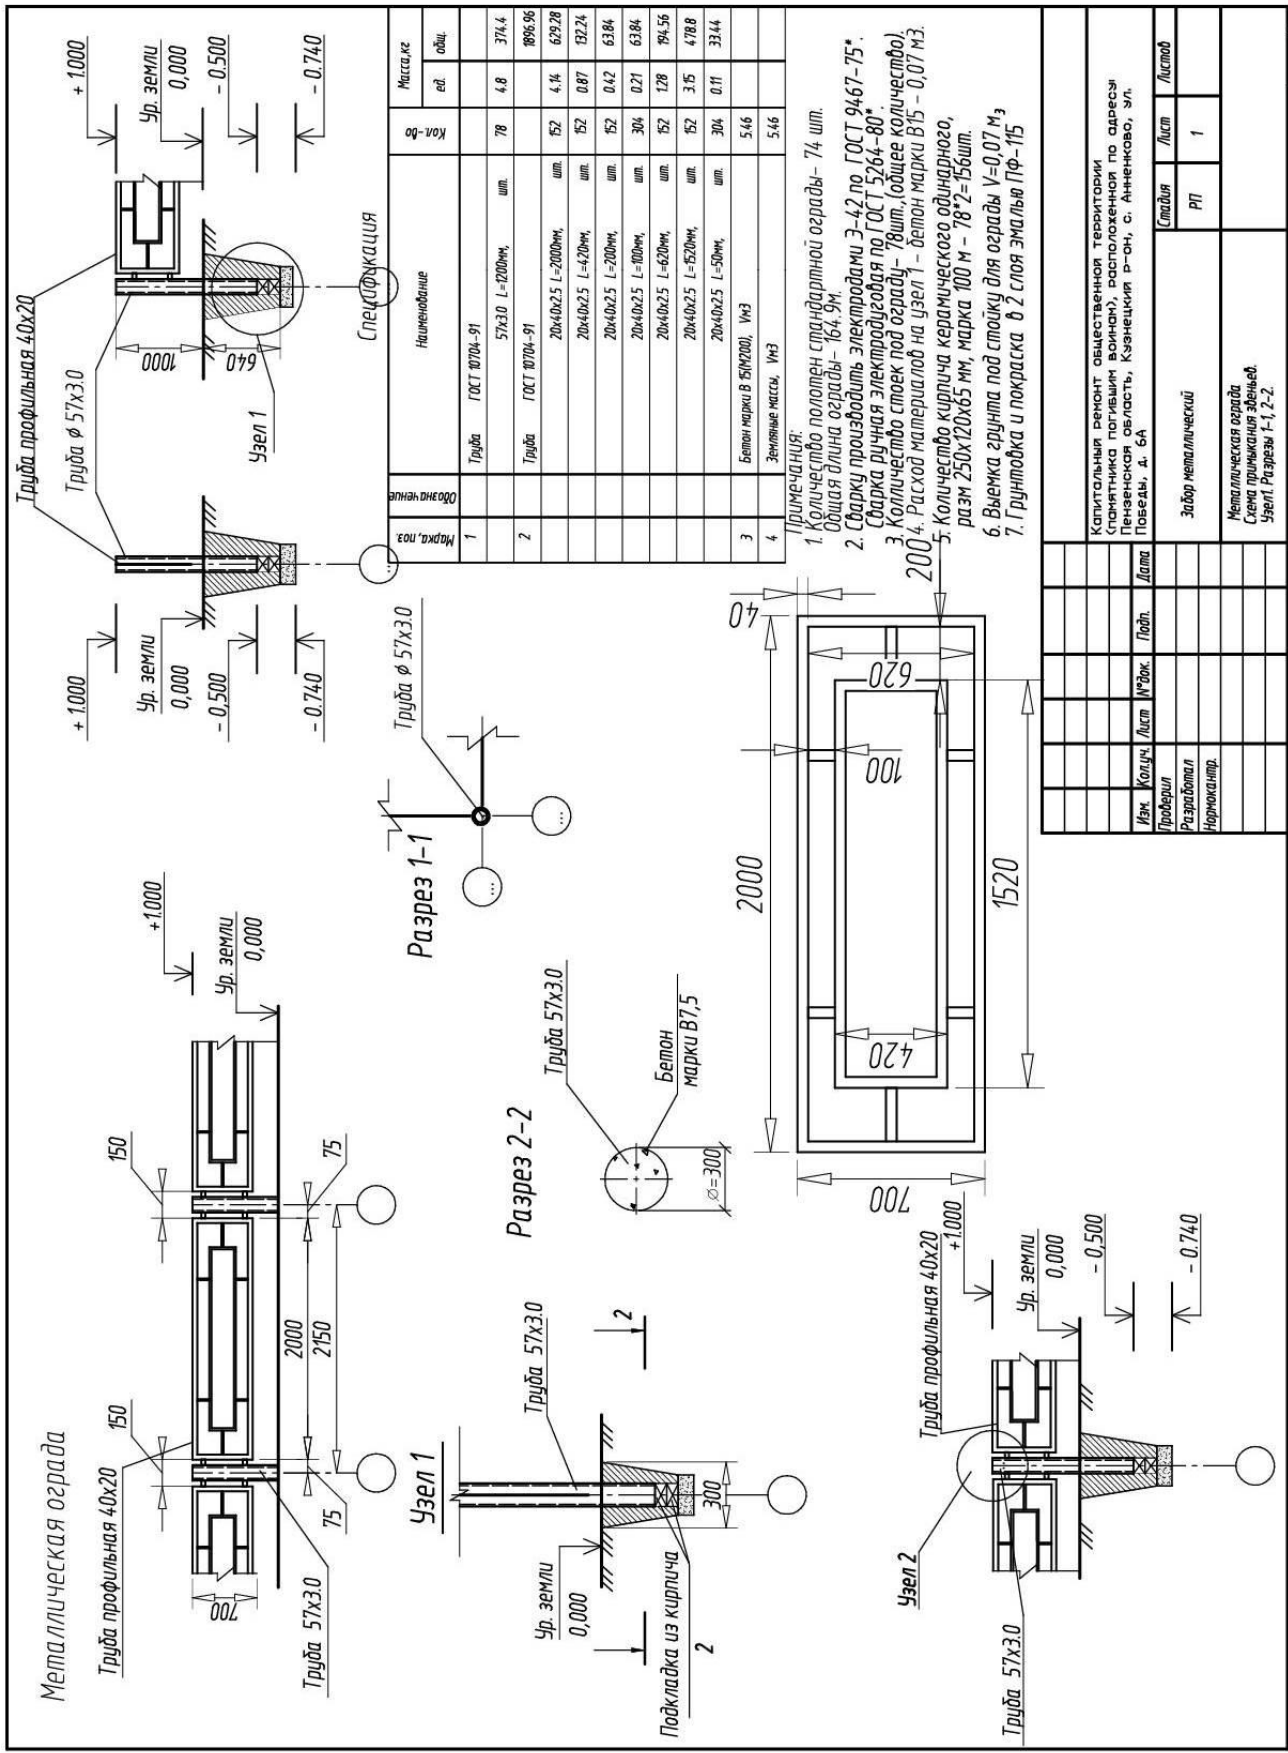 Металлическая ограда
Труба профильная 40х20
150
150
+1.000
Ур. земли
0,000
700
2000
2150
75
75
Труба 57х3.0
Труба профильная 40х20
Труба ϕ 57х3.0
+1.000
Ур. земли
0,000
- 0,500
- 0.740
+1.000
Ур. земли
0,000
- 0.500
- 0.740
1000
640
Узел 1
Разрез 1-1
Труба ϕ 57х3.0
...
...
Узел 1
Труба 57х3.0
Ур. земли
0,000
Подкладка из кирпича
300
2
2
Разрез 2-2
Труба 57х3.0
Бетон
марки В7,5
∅=300
2000
40
200
620
100
420
1520
700
Узел 2
Труба 57х3.0
Труба профильная 40х20
+1.000
Ур. земли
0,000
- 0,500
- 0.740
Спецификация
Марка, поз. Обозначение Наименование Кол-во Масса,кг
ед. общ.
1 Труба ГОСТ 10704-91
57х3.0 L=1200мм, шт. 78 4.8 374.4
2 Труба ГОСТ 10704-91 1896.96
20х40х2.5 L=2000мм, шт. 152 4.14 629.28
20х40х2.5 L=420мм, шт. 152 0.87 132.24
20х40х2.5 L=200мм, шт. 152 0.42 63.84
20х40х2.5 L=100мм, шт. 304 0.21 63.84
20х40х2.5 L=620мм, шт. 152 1.28 194.56
20х40х2.5 L=1520мм, шт. 152 3.15 478.8
20х40х2.5 L=50мм, шт. 304 0.11 33.44
3 Бетон марки В 15(М200), Vм3 5.46
4 Земляные массы, Vм3 5.46
Примечания:
1. Количество полотен стандартной ограды- 74 шт.
Общая длина ограды- 164.9м.
2. Сварку производить электродами Э-42 по ГОСТ 9467-75*.
Сварка ручная электродуговая по ГОСТ 5264-80*.
3. Колличество стоек под ограду- 78шт.,(общее количество).
4. Расход материалов на узел 1 - бетон марки В15 - 0,07 м3.
5. Количество кирпича керамического одинарного,
разм 250х120х65 мм, марка 100 м - 78*2=156шт.
6. Выемка грунта под стойку для ограды V=0,07 м3
7. Грунтовка и покраска в 2 слоя эмалью ПФ-115
Изм. Кол.уч. Лист №док. Подп. Дата
Проверил
Разработал
Нормоконтр.
Капитальный ремонт общественной территории
(памятника погибшим воинам), расположенной по адресу:
Пензенская область, Кузнецкий р-он, с. Анненково, ул.
Победы, д. 6А
Забор металлический
Стадия Лист Листов
РП 1
Металлическая ограда
Схема примыкания звеньев.
Узел1. Разрезы 1-1, 2-2.